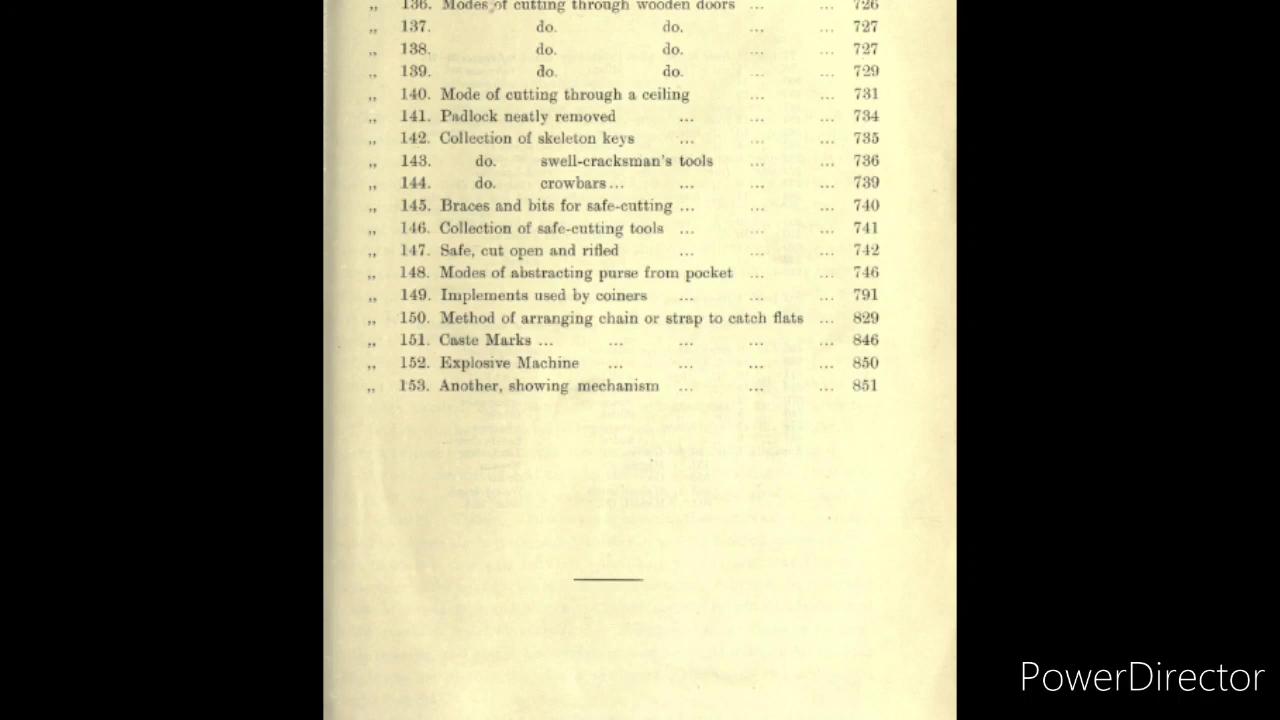 „ 136. Modes of cutting through wooden doors ... ... 726
„ 137. do. do. ... ... 727
„ 138. do. do. ... ... 727
„ 139. do. do. ... ... 729
„ 140. Mode of cutting through a ceiling ... ... 731
„ 141. Padlock neatly removed ... ... ... 734
„ 142. Collection of skeleton keys ... ... ... 735
„ 143. do. swell-cracksman's tools ... ... 736
„ 144. do. crowbars ... ... ... ... 739
„ 145. Braces and bits for safe-cutting ... ... ... 740
„ 146. Collection of safe-cutting tools ... ... ... 741
„ 147. Safe, cut open and rifled ... ... ... 742
„ 148. Modes of abstracting purse from pocket ... ... 746
„ 149. Implements used by coiners ... ... ... 791
„ 150. Method of arranging chain or strap to catch flats ... 829
„ 151. Caste Marks ... ... ... ... ... 846
„ 152. Explosive Machine ... ... ... ... 850
„ 153. Another, showing mechanism ... ... ... 851
PowerDirector